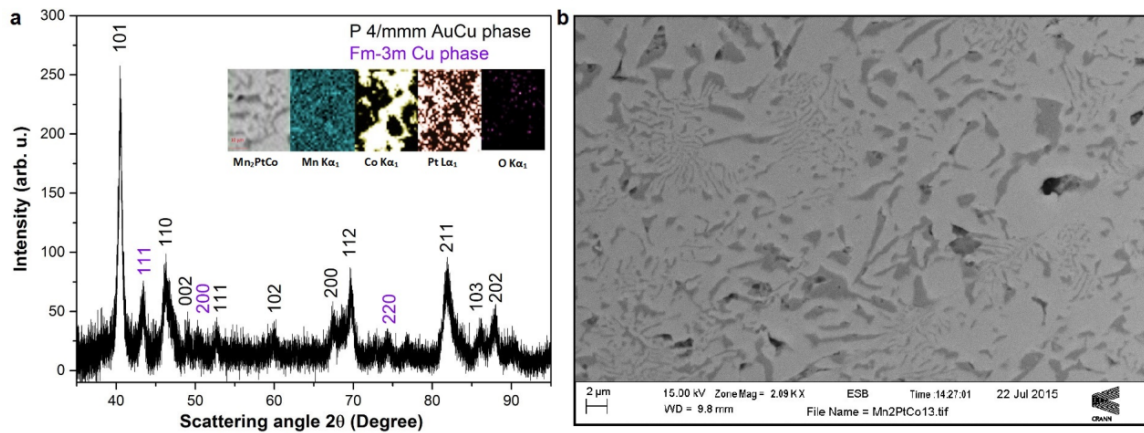 a
P 4/mmm AuCu phase
Fm-3m Cu phase
Mn₂PtCo
Mn Kα₁
Co Kα₁
Pt Lα₁
O Kα₁
101
111
110
002
200
111
102
200
112
220
211
103
202
Intensity (arb. u.)
300
250
200
150
100
50
0
40
50
60
70
80
90
Scattering angle 2θ (Degree)
b
2 µm
15.00 kV
Zone Mag = 2.09 K X
ESB
Time :14:27:01
22 Jul 2015
WD = 9.8 mm
File Name = Mn2PtCo13.tif
CRANN